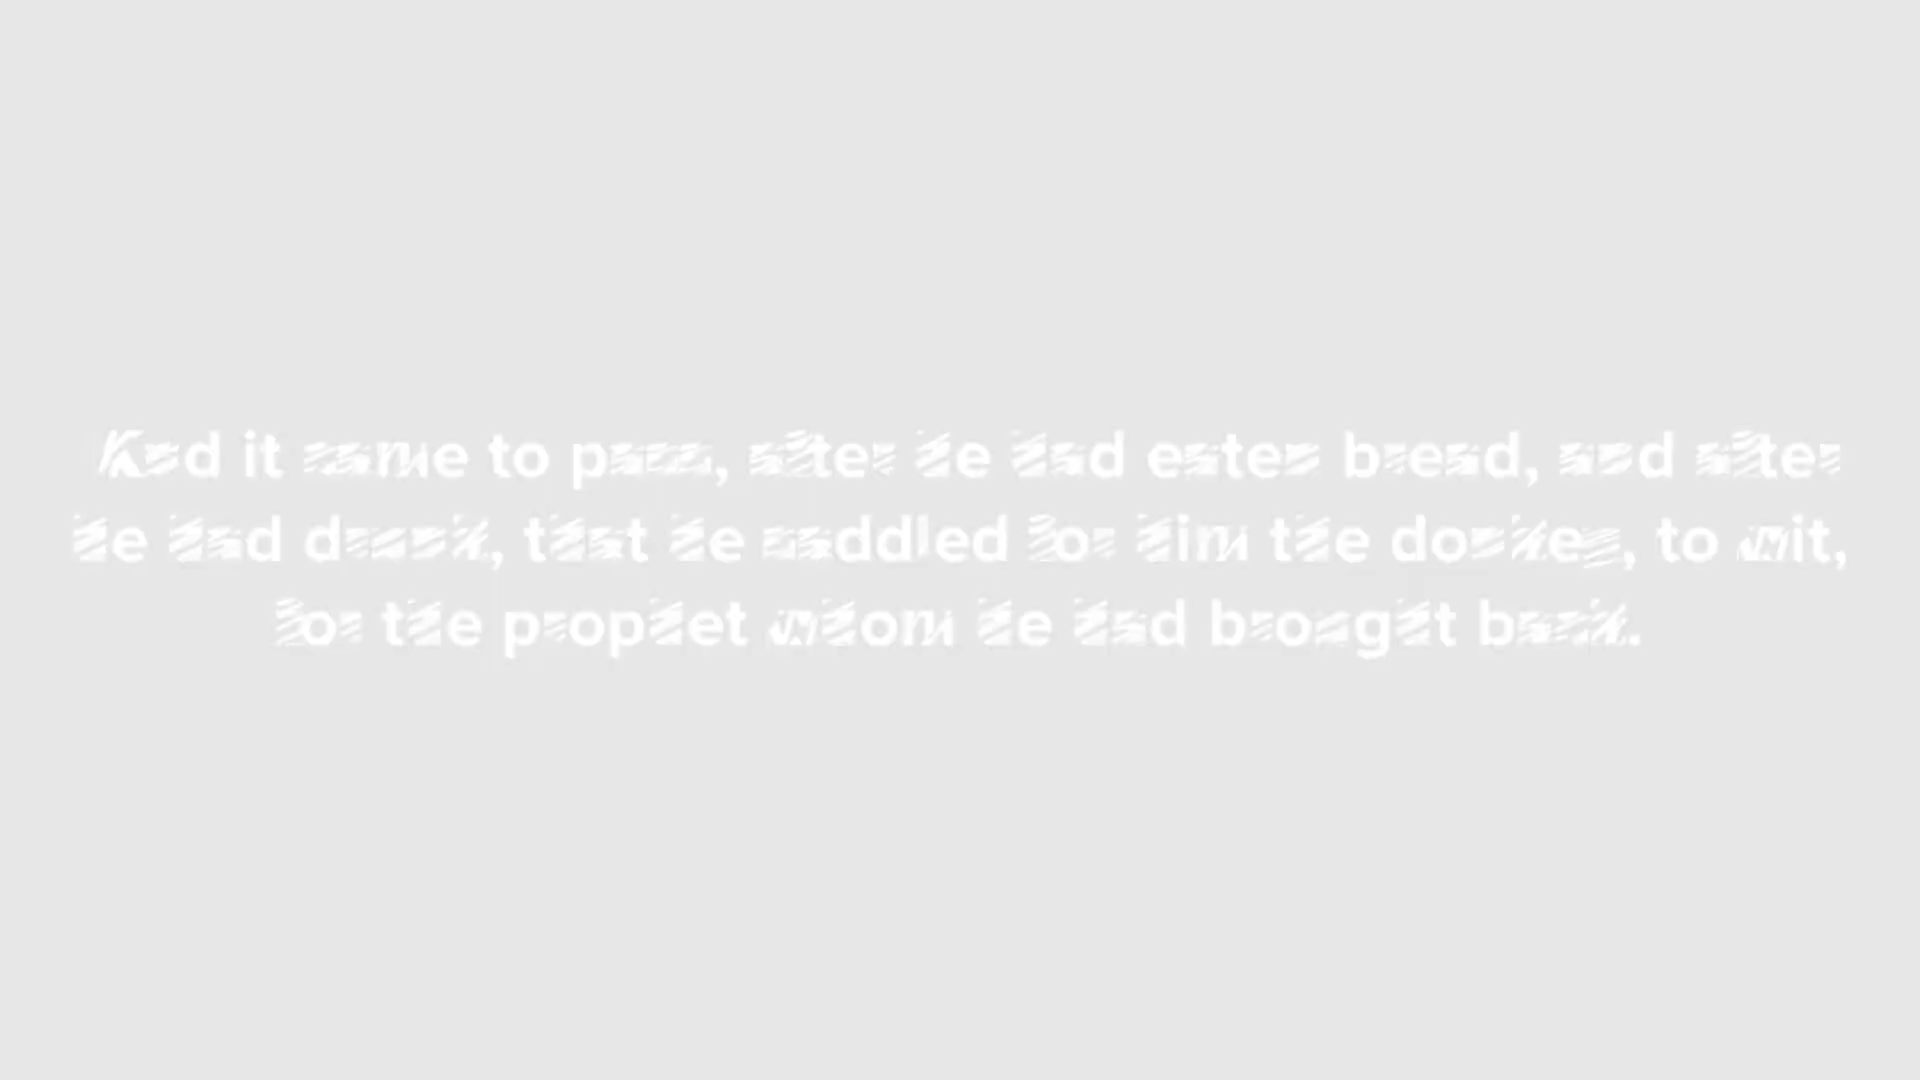 And it came to pass, after he had eaten bread, and after
he had drunk, that he saddled for him the donkey, to wit,
for the prophet whom he had brought back.